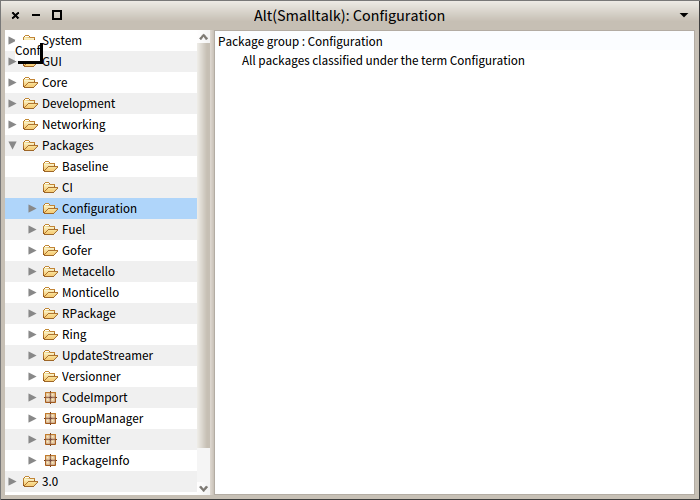 Alt(Smalltalk): Configuration
System
Conf
GUI
Core
Development
Networking
Packages
Baseline
CI
Configuration
Fuel
Gofer
Metacello
Monticello
RPackage
Ring
UpdateStreamer
Versionner
CodeImport
GroupManager
Komitter
PackageInfo
3.0
Package group : Configuration
All packages classified under the term Configuration